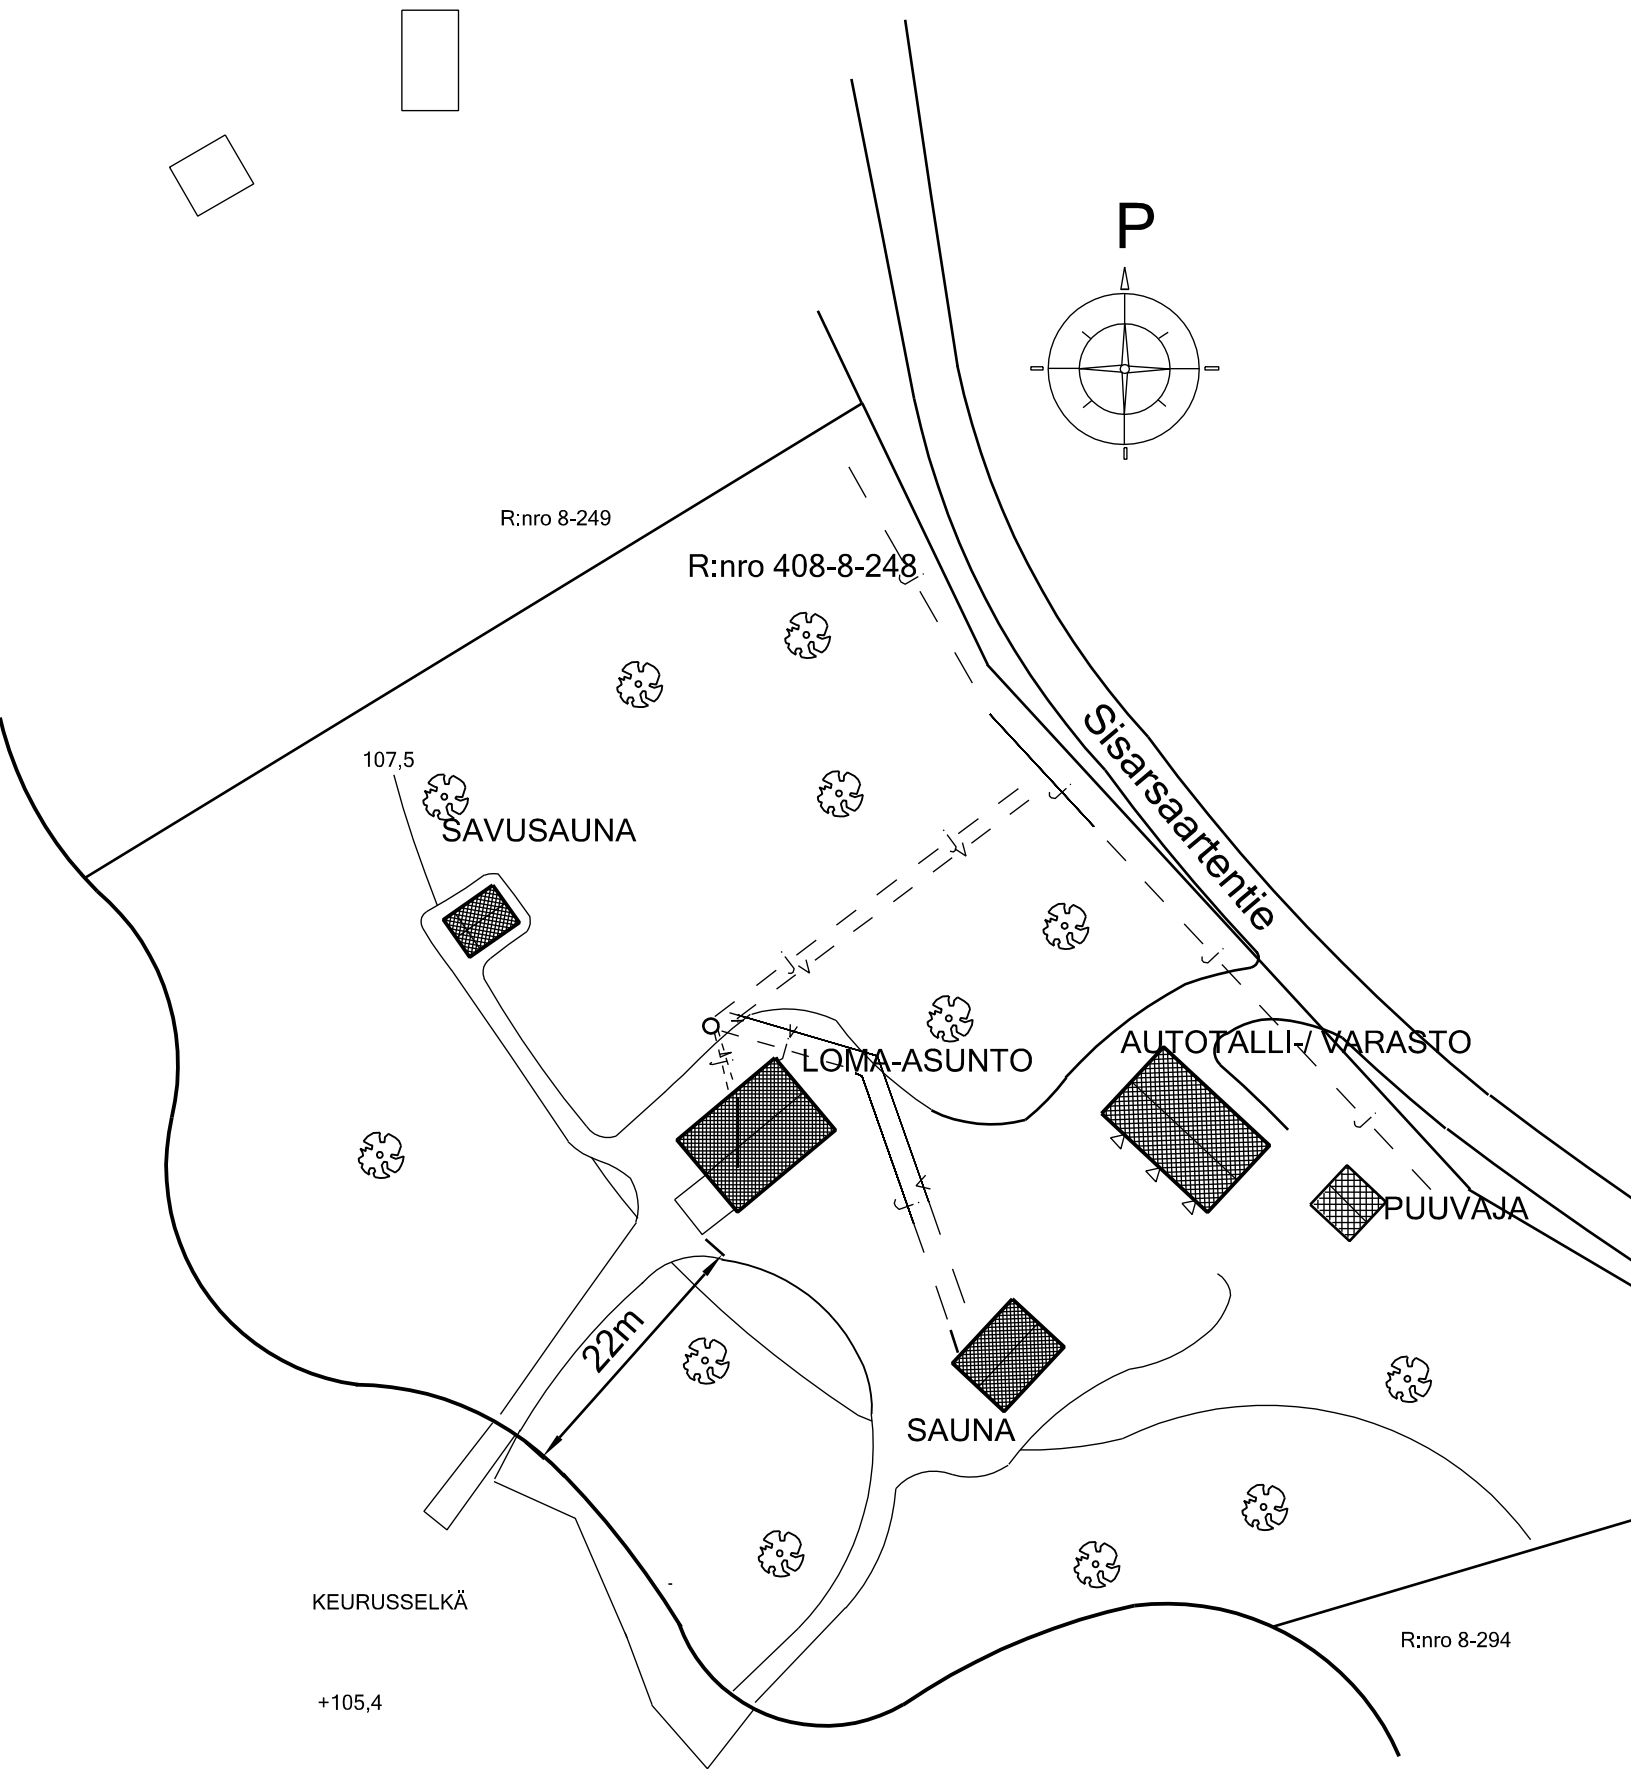 P
R:nro 8-249
R:nro 408-8-248
Sisarsaartentie
107,5
SAVUSAUNA
J
J
J
V
J
J
V
AUTOTALLI-/ VARASTO
LOMA-ASUNTO
J
V
J
V
J
PUUVAJA
22m
SAUNA
KEURUSSELKÄ
R:nro 8-294
+105,4